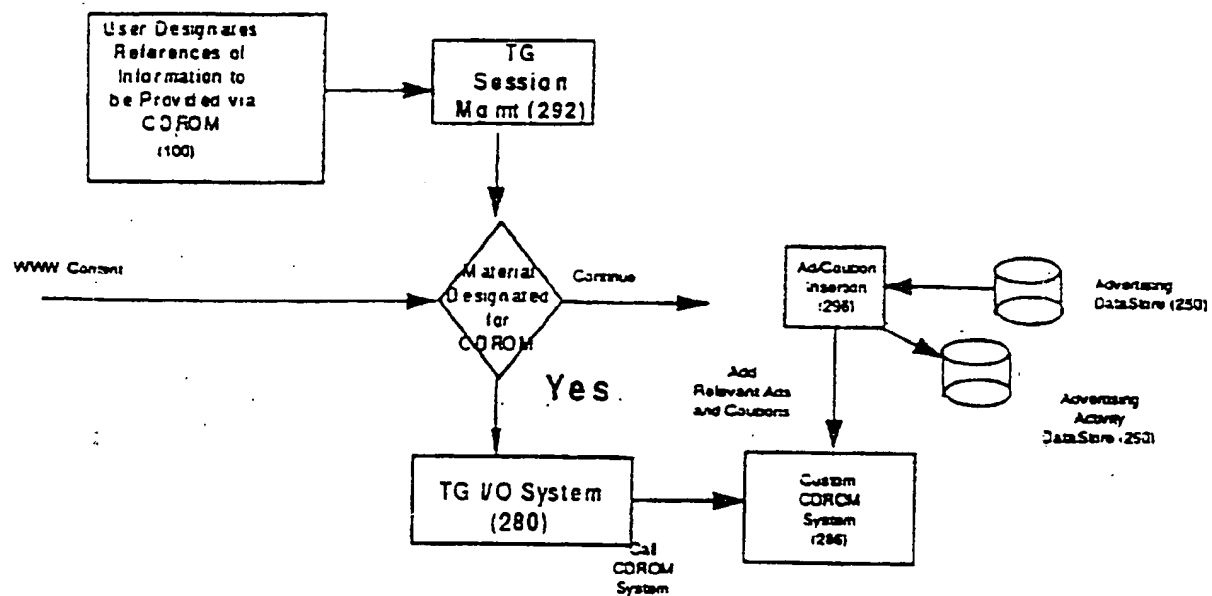 User Designates
References of
Information to
be Provided via
CDROM
(100)
TG
Session
Mgmt (292)
WWW Content
Material
Designated
for
CDROM
Continue
Ad/Coupon
Insertion
(296)
Advertising
DataStore (250)
Yes
Add
Relevant Ads
and Coupons
Advertising
Activity
DataStore (250)
TG I/O System
(280)
Call
CDROM
System
Custom
CDROM
System
(286)